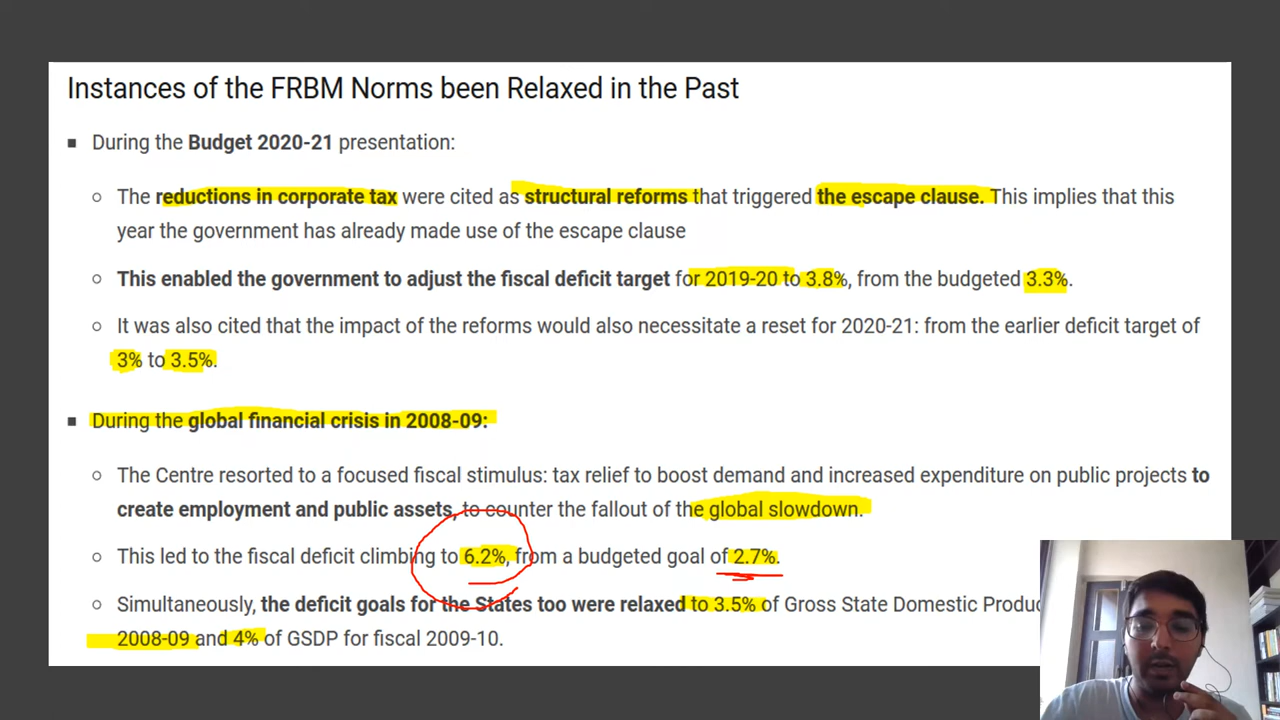 Instances of the FRBM Norms been Relaxed in the Past
During the Budget 2020-21 presentation:
The reductions in corporate tax were cited as structural reforms that triggered the escape clause. This implies that this
year the government has already made use of the escape clause
This enabled the government to adjust the fiscal deficit target for 2019-20 to 3.8%, from the budgeted 3.3%.
It was also cited that the impact of the reforms would also necessitate a reset for 2020-21: from the earlier deficit target of
3% to 3.5%.
During the global financial crisis in 2008-09:
The Centre resorted to a focused fiscal stimulus: tax relief to boost demand and increased expenditure on public projects to
create employment and public assets, to counter the fallout of the global slowdown.
This led to the fiscal deficit climbing to 6.2%, from a budgeted goal of 2.7%.
Simultaneously, the deficit goals for the States too were relaxed to 3.5% of Gross State Domestic Produc
2008-09 and 4% of GSDP for fiscal 2009-10.